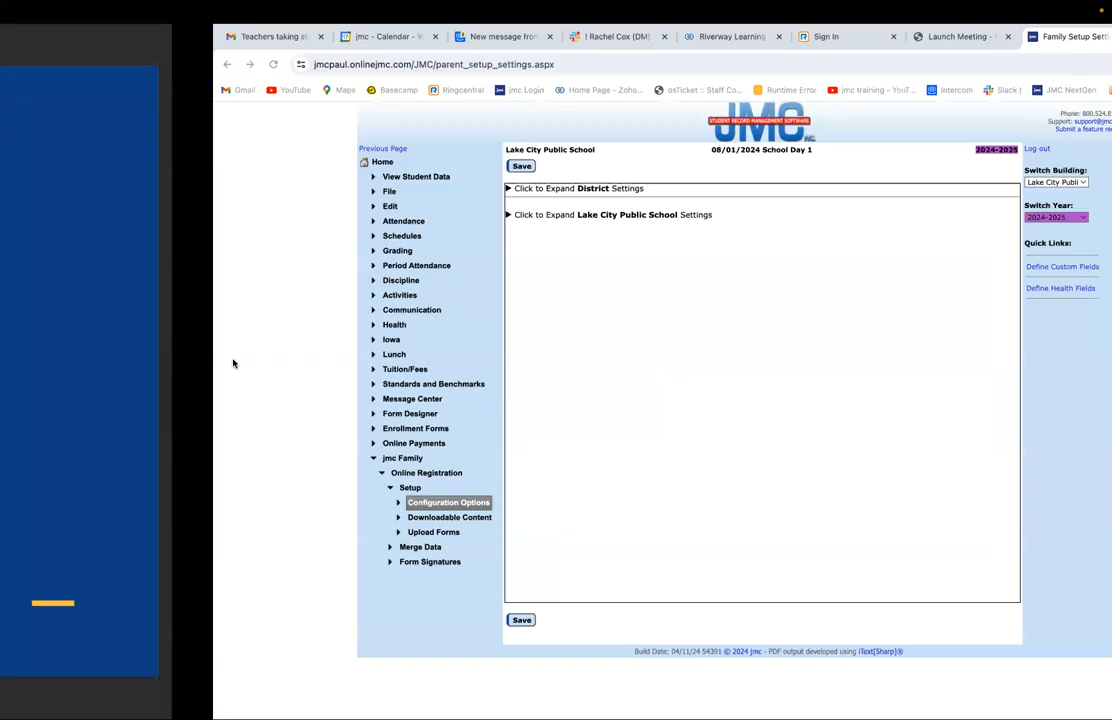 Teachers taking at
jmc - Calendar - W
New message from
! Rachel Cox (DM)
Riverway Learning
Sign In
Launch Meeting -
Family Setup Sett
jmcpaul.onlinejmc.com/JMC/parent_setup_settings.aspx
Gmail
YouTube
Maps
Basecamp
Ringcentral
jmc Login
Home Page - Zoho...
osTicket :: Staff Co...
Runtime Error
jmc training - YouT...
Intercom
Slack |
JMC NextGen
STUDENT RECORD MANAGEMENT SOFTWARE
JMC INC.
Phone: 800.524.8
Support: support@jmc
Submit a feature re
Previous Page
Lake City Public School
08/01/2024 School Day 1
2024-2025
Log out
Home
View Student Data
File
Edit
Attendance
Schedules
Grading
Period Attendance
Discipline
Activities
Communication
Health
Iowa
Lunch
Tuition/Fees
Standards and Benchmarks
Message Center
Form Designer
Enrollment Forms
Online Payments
jmc Family
Online Registration
Setup
Configuration Options
Downloadable Content
Upload Forms
Merge Data
Form Signatures
Save
Click to Expand District Settings
Click to Expand Lake City Public School Settings
Save
Switch Building:
Lake City Publi
Switch Year:
2024-2025
Quick Links:
Define Custom Fields
Define Health Fields
Build Date: 04/11/24 54391 © 2024 jmc - PDF output developed using iText[Sharp]®